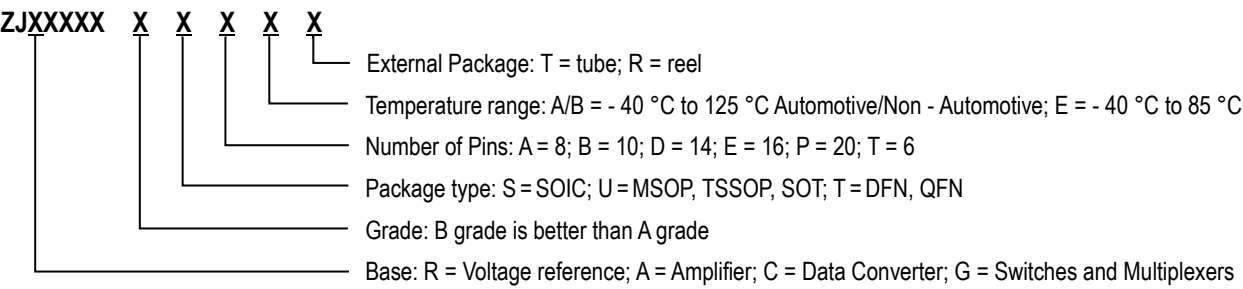 ZJXXXXX X X X X X
External Package: T = tube; R = reel
Temperature range: A/B = - 40 °C to 125 °C Automotive/Non - Automotive; E = - 40 °C to 85 °C
Number of Pins: A = 8; B = 10; D = 14; E = 16; P = 20; T = 6
Package type: S = SOIC; U = MSOP, TSSOP, SOT; T = DFN, QFN
Grade: B grade is better than A grade
Base: R = Voltage reference; A = Amplifier; C = Data Converter; G = Switches and Multiplexers